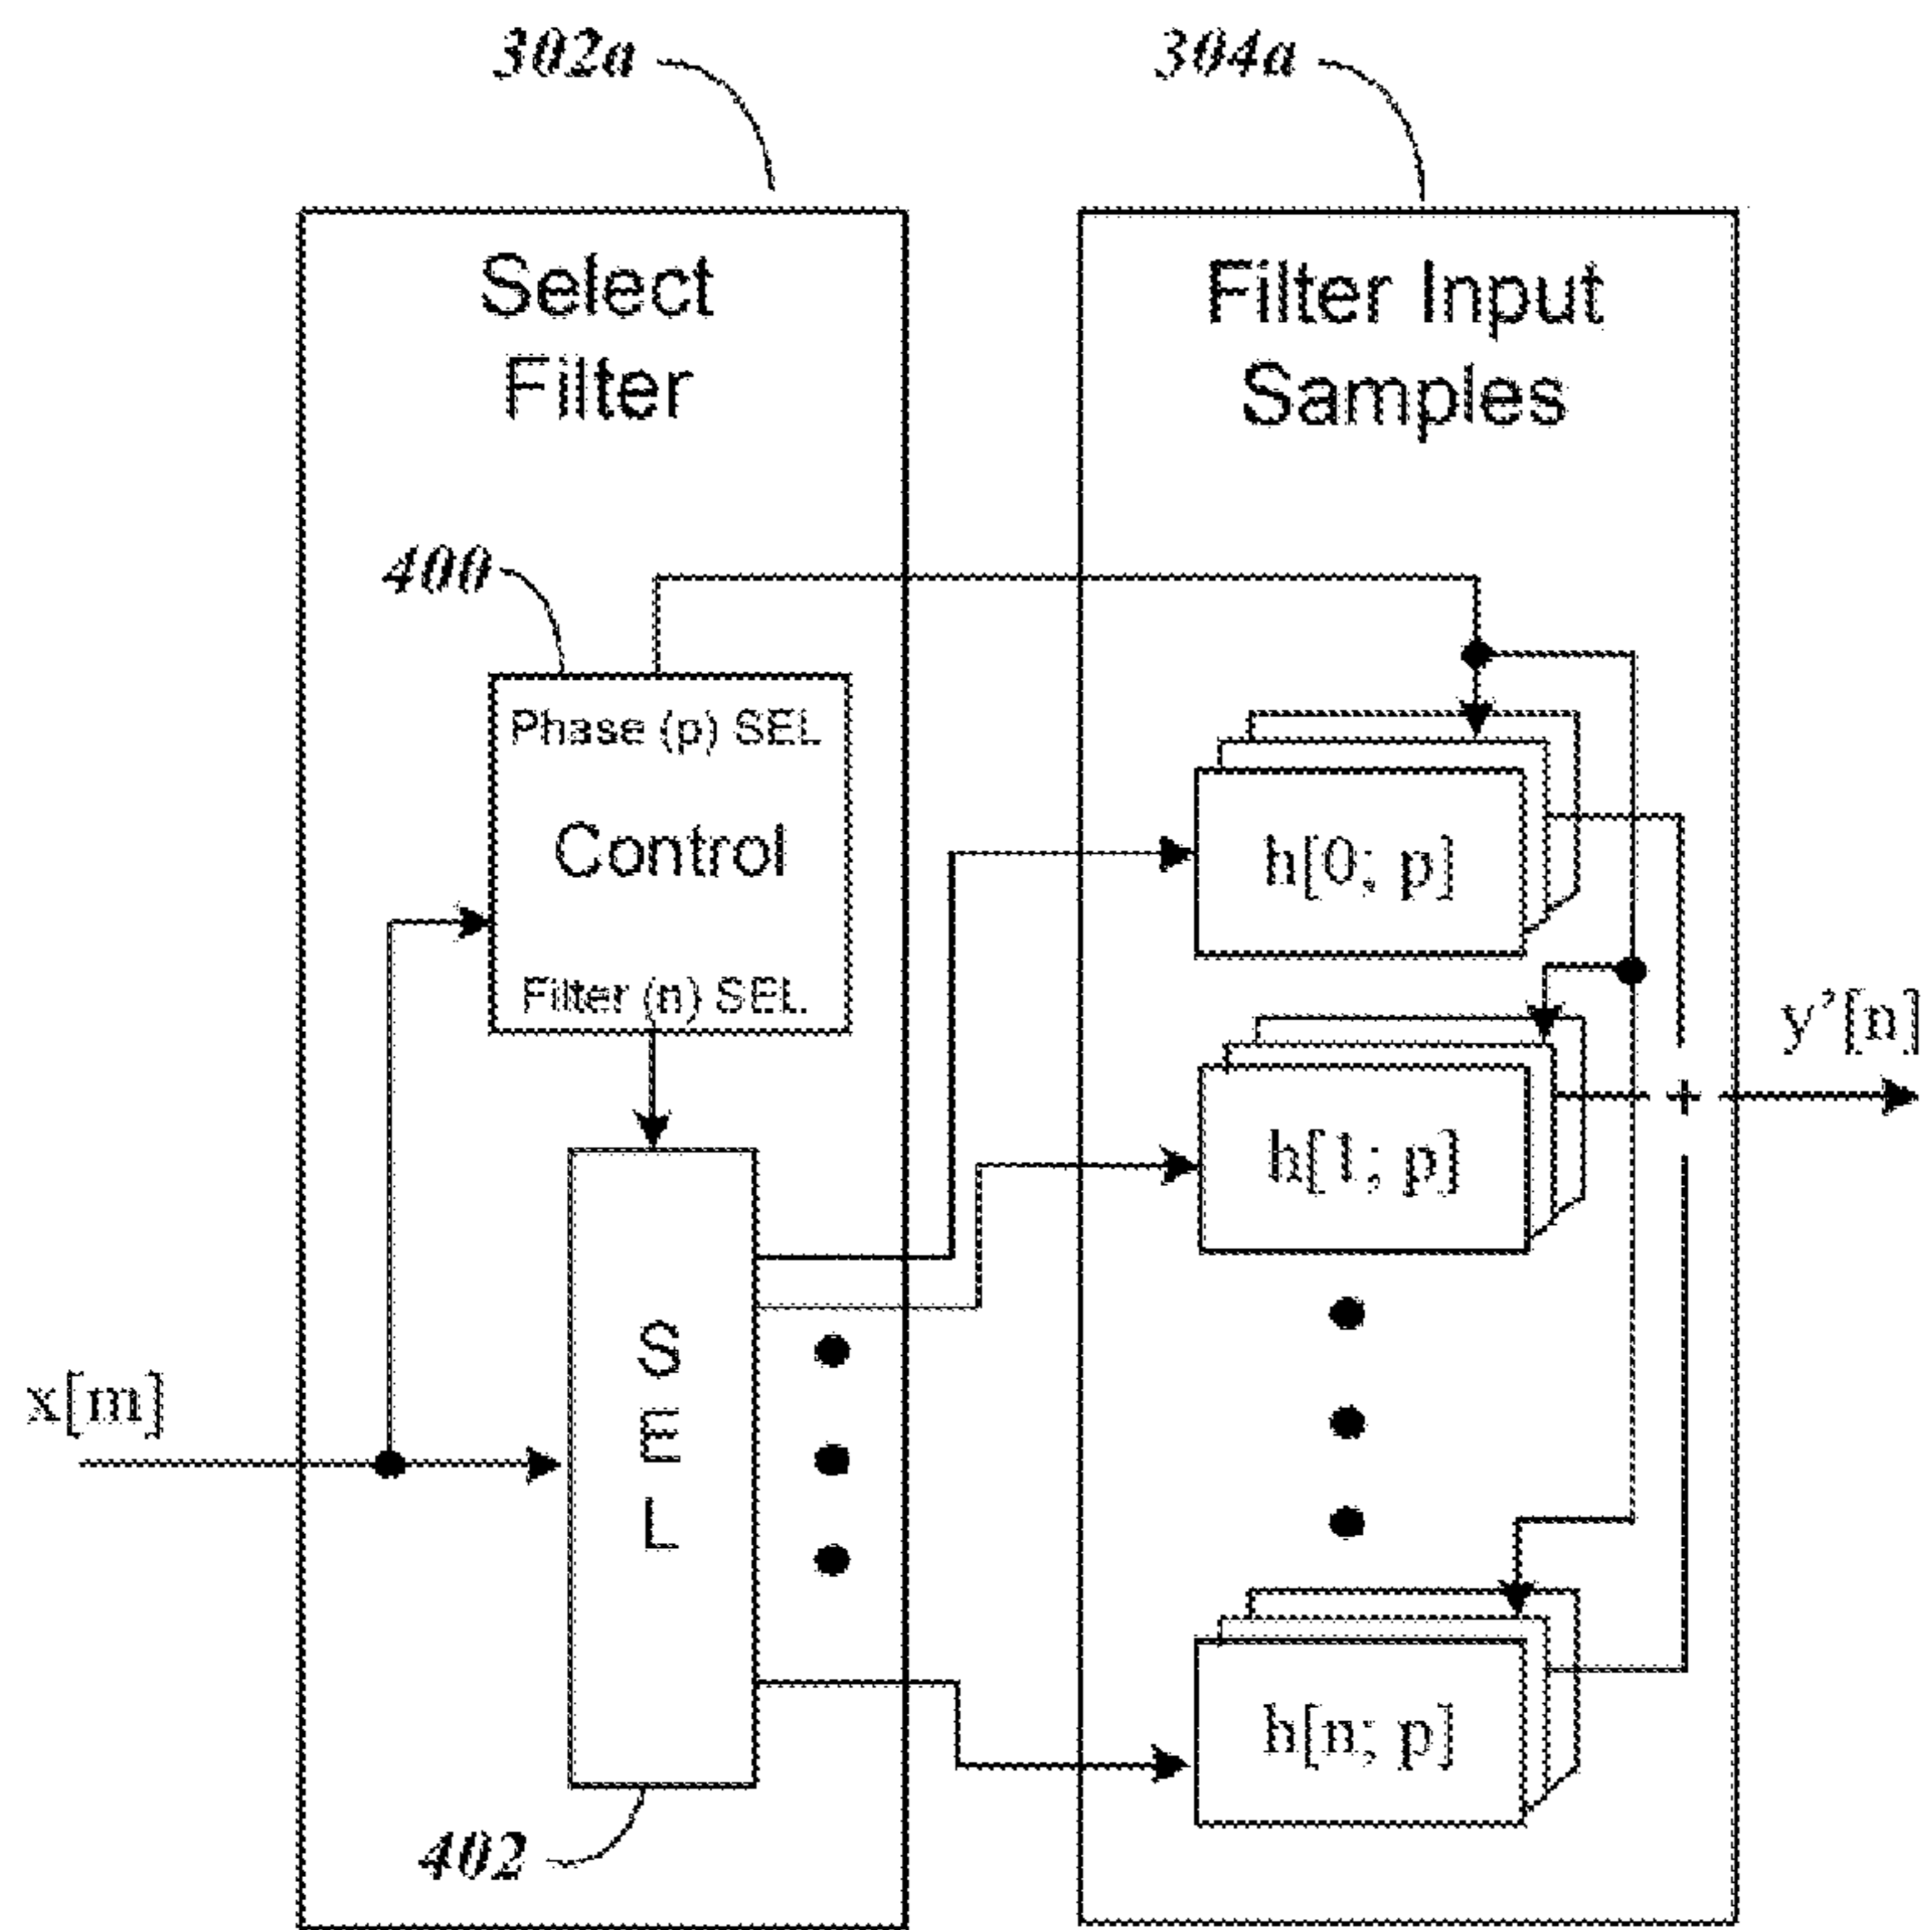 302a
304a
Select
Filter
Filter Input
Samples
400
Phase (p) SEL
Control
Filter (n) SEL
h[0; p]
y’[n]
h[1; p]
x[m]
S
E
L
+
h[n; p]
402